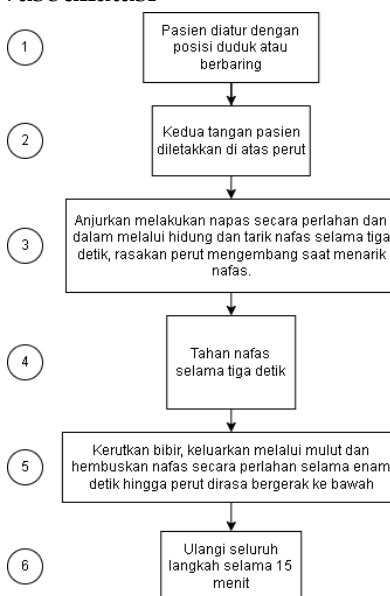 1
Pasien diatur dengan
posisi duduk atau
berbaring
2
Kedua tangan pasien
diletakkan di atas perut
3
Anjurkan melakukan napas secara perlahan dan
dalam melalui hidung dan tarik nafas selama tiga
detik, rasakan perut mengembang saat menarik
nafas.
4
Tahan nafas
selama tiga detik
5
Kerutkan bibir, keluarkan melalui mulut dan
hembuskan nafas secara perlahan selama enam
detik hingga perut dirasa bergerak ke bawah
6
Ulangi seluruh
langkah selama 15
menit